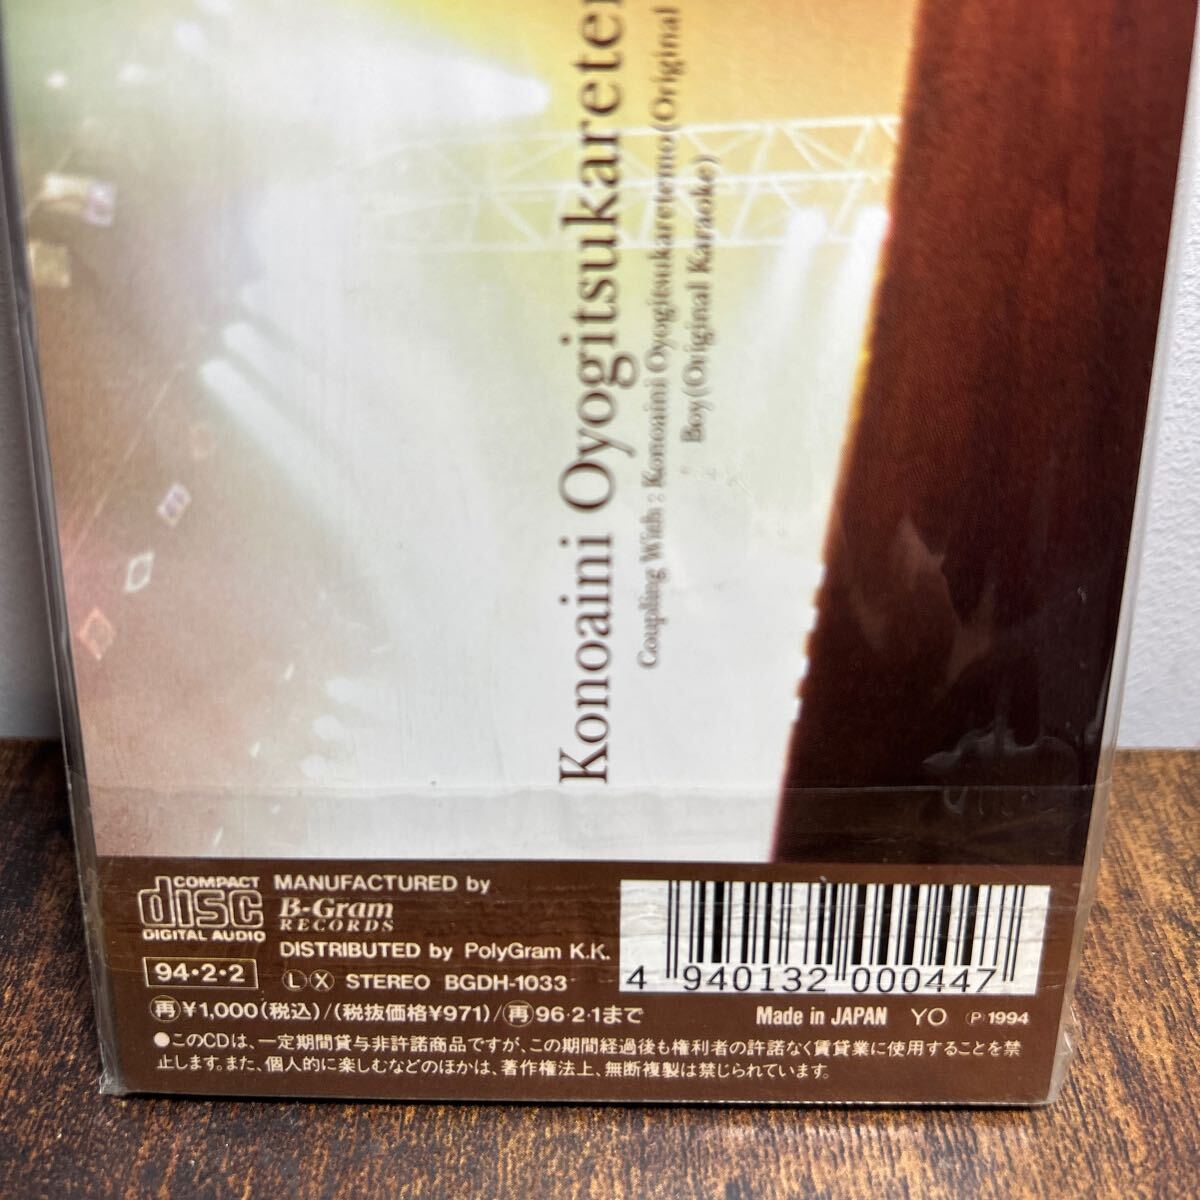 Konoaini Oyogitsukarete
Coupling With : Konoaini Oyogitsukaretemo (Original
Boy (Original Karaoke)
COMPACT
disc
DIGITAL AUDIO
MANUFACTURED by
B-Gram
RECORDS
DISTRIBUTED by PolyGram K.K.
94・2・2
Ⓛ Ⓧ STEREO BGDH-1033
4 940132 000447
㊢¥1,000(税込)/(税抜価格¥971)/㊢96・2・1まで
Made in JAPAN YO Ⓟ1994
●このCDは、一定期間貸与非許諾商品ですが、この期間経過後も権利者の許諾なく賃貸業に使用することを禁
止します。また、個人的に楽しむなどのほかは、著作権法上、無断複製は禁じられています。